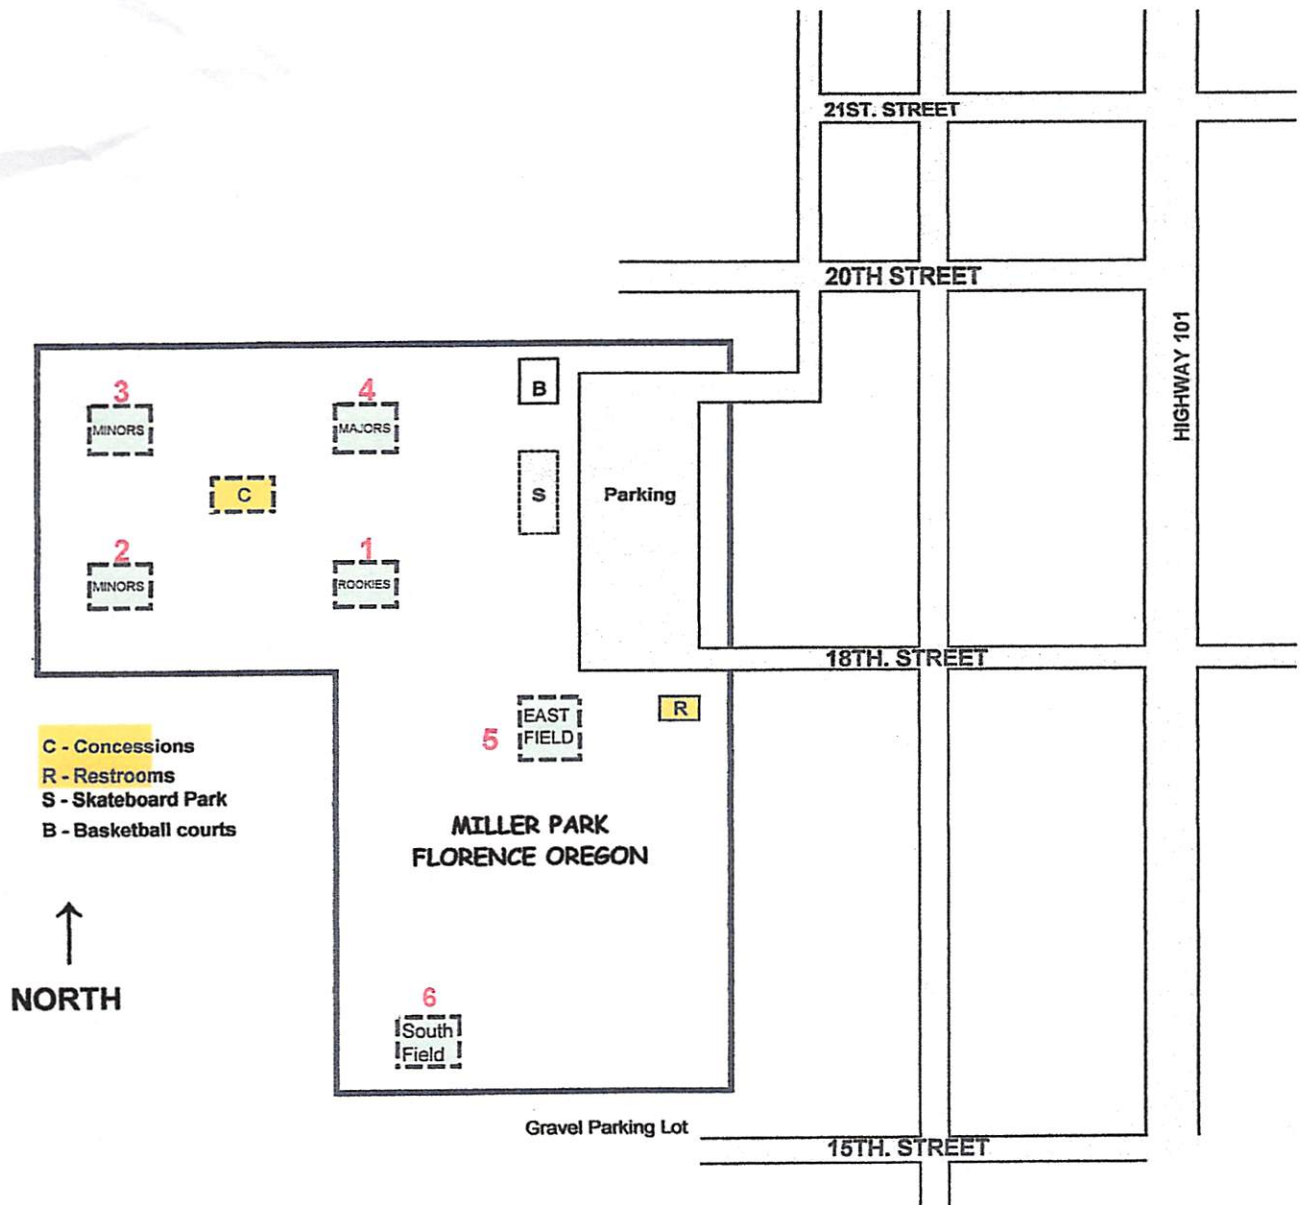 21ST. STREET
20TH STREET
HIGHWAY 101
3
MINORS
4
MAJORS
B
C
S
Parking
2
MINORS
1
ROOKIES
18TH. STREET
R
5
EAST
FIELD
C - Concessions
R - Restrooms
S - Skateboard Park
B - Basketball courts
MILLER PARK
FLORENCE OREGON
NORTH
6
South
Field
Gravel Parking Lot
15TH. STREET